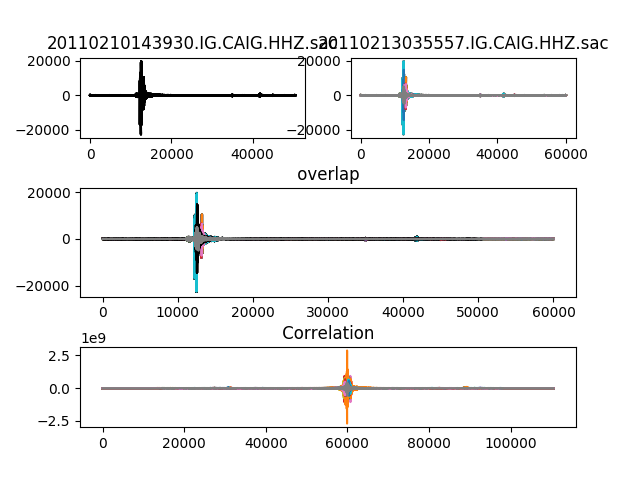 20110210143930.IG.CAIG.HHZ.sac
20110213035557.IG.CAIG.HHZ.sac
20000
0
−20000
0 20000 40000
20000
0
−20000
0 20000 40000 60000
overlap
20000
0
−20000
0 10000 20000 30000 40000 50000 60000
Correlation
1e9
2.5
0.0
−2.5
0 20000 40000 60000 80000 100000